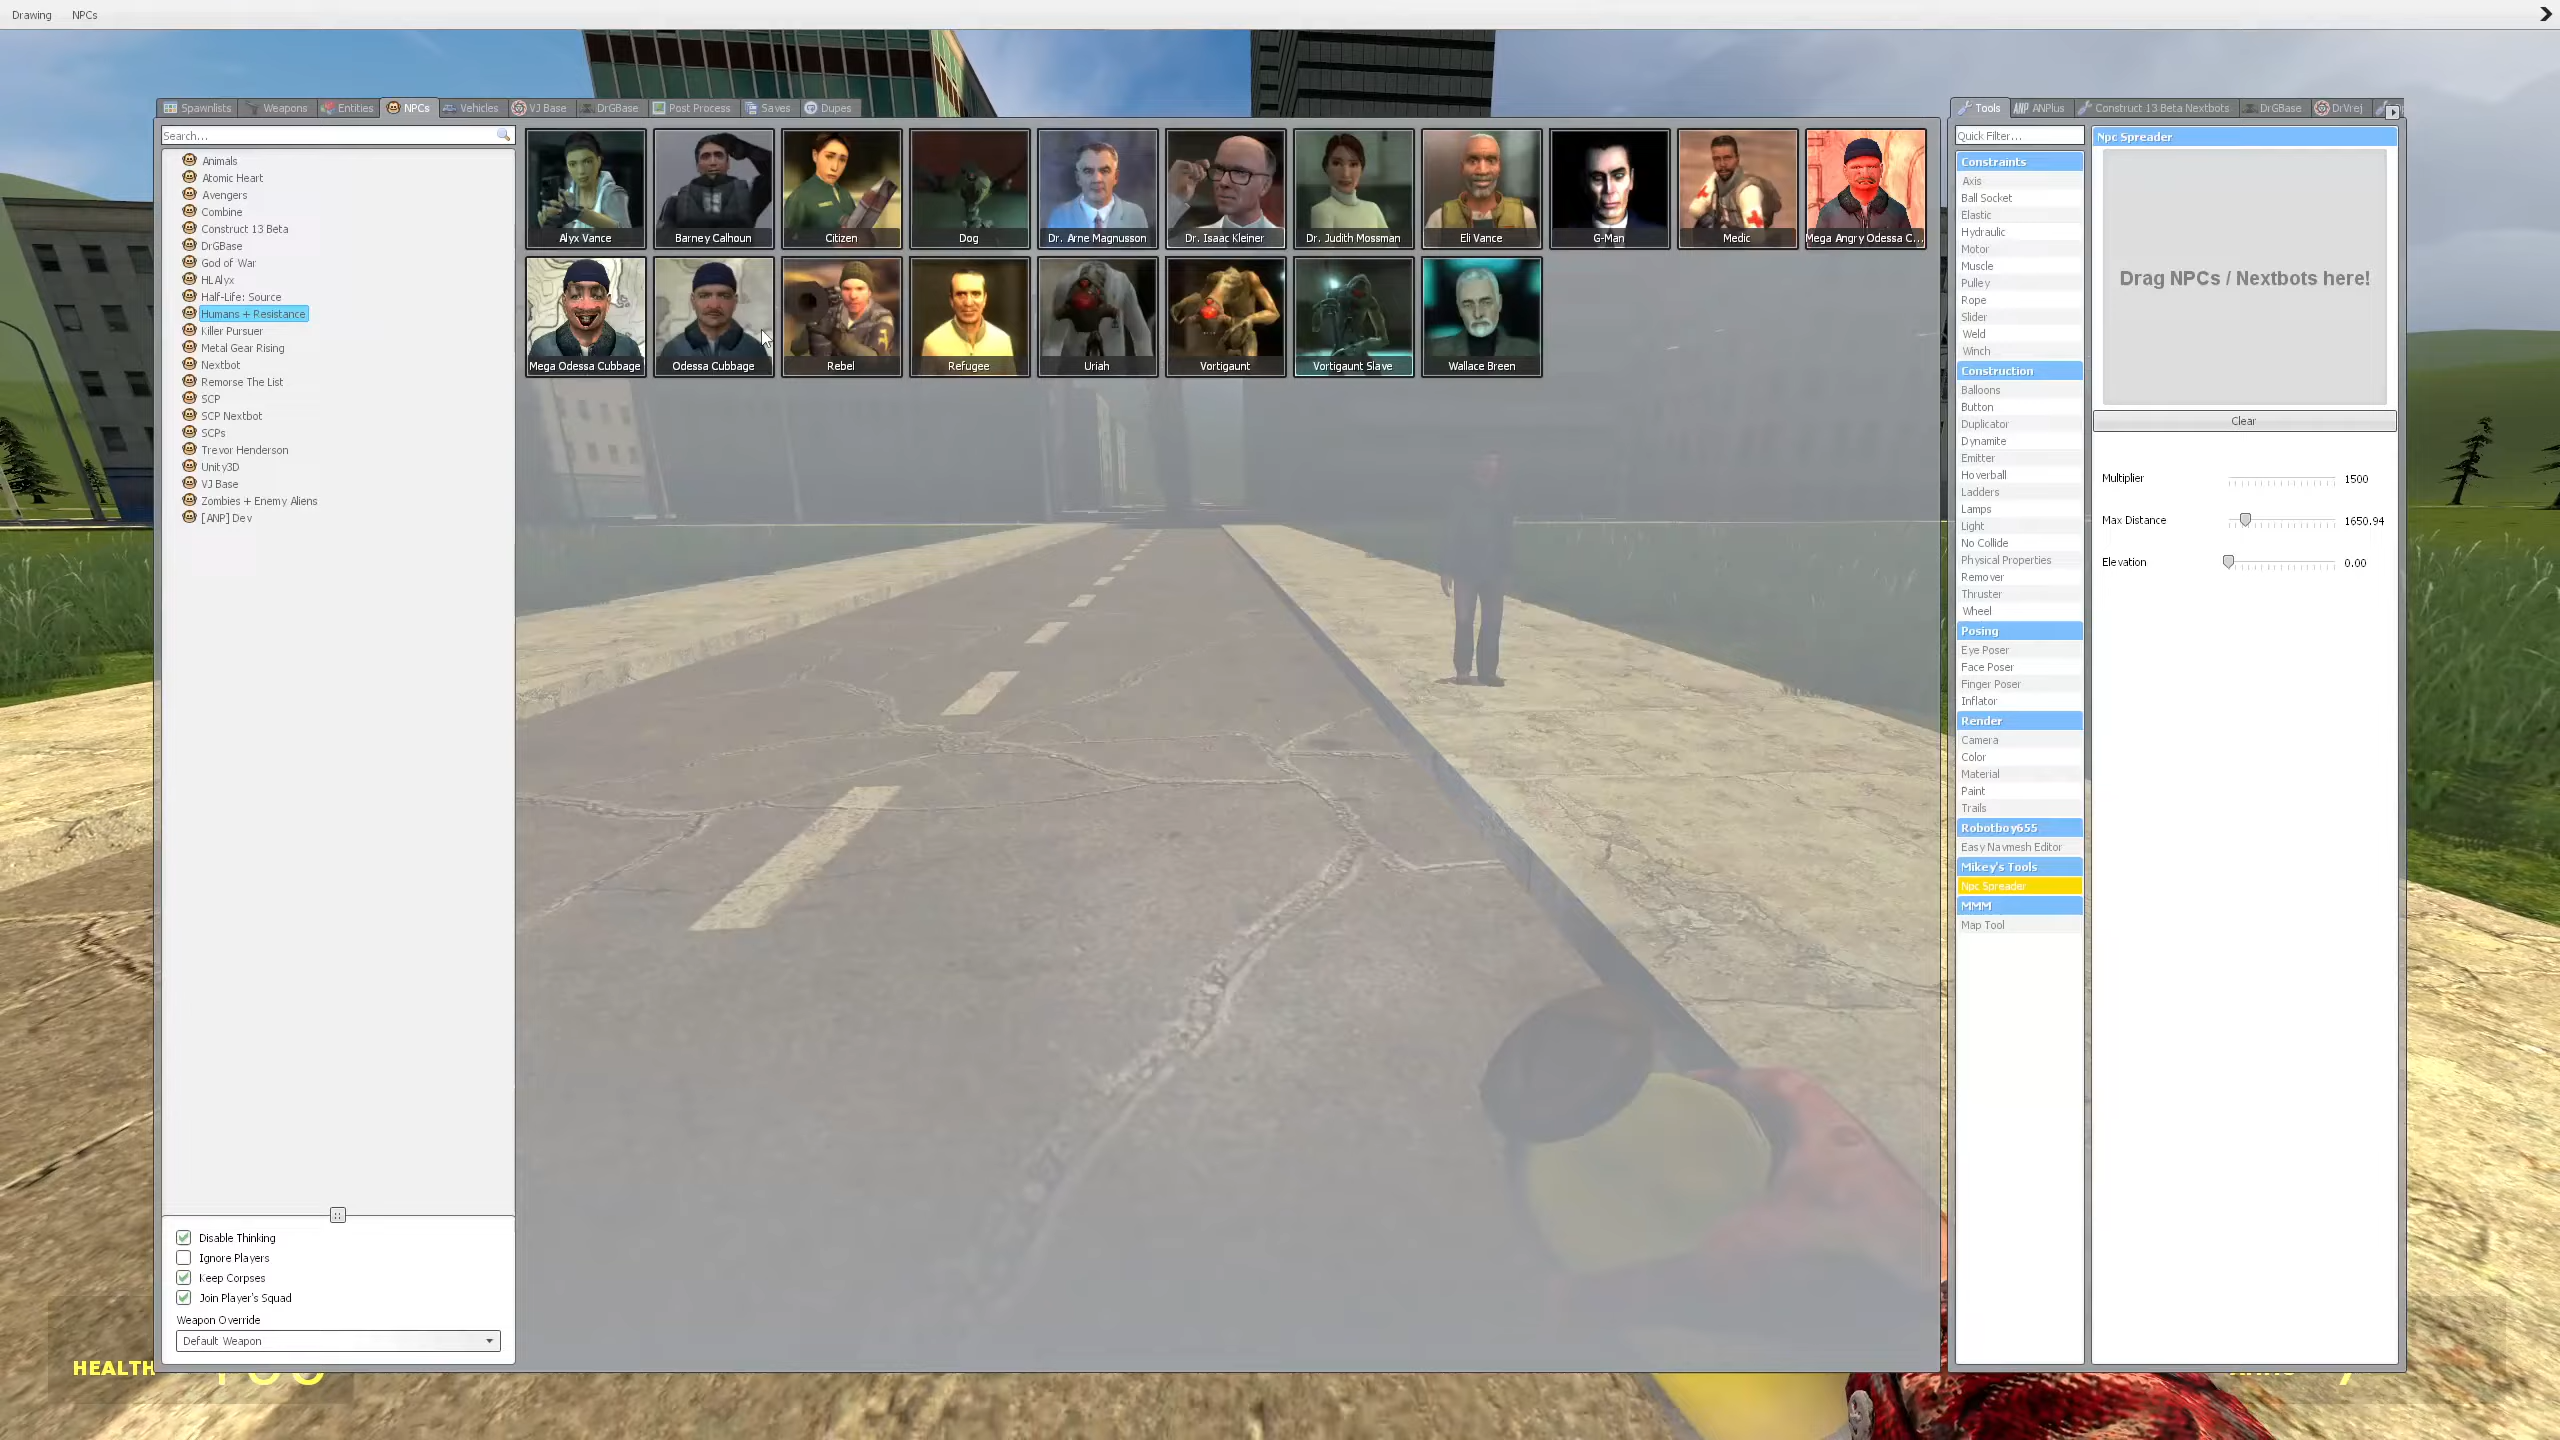 Drawing NPCs
Spawnlists Weapons Entities NPCs Vehicles VJ Base DrGBase Post Process Saves Dupes
Search...
Animals
Atomic Heart
Avengers
Combine
Construct 13 Beta
DrGBase
God of War
HLAlyx
Half-Life: Source
Humans + Resistance
Killer Pursuer
Metal Gear Rising
Nextbot
Remorse The List
SCP
SCP Nextbot
SCPs
Trevor Henderson
Unity3D
VJ Base
Zombies + Enemy Aliens
[ANP] Dev
Disable Thinking
Ignore Players
Keep Corpses
Join Player's Squad
Weapon Override
Default Weapon
Alyx Vance Barney Calhoun Citizen Dog Dr. Arne Magnusson Dr. Isaac Kleiner Dr. Judith Mossman Eli Vance G-Man Medic Mega Angry Odessa C...
Mega Odessa Cubbage Odessa Cubbage Rebel Refugee Uriah Vortigaunt Vortigaunt Slave Wallace Breen
Tools ANP ANPlus Construct 13 Beta Nextbots DrGBase DrVrej
Quick Filter...
Constraints
Axis
Ball Socket
Elastic
Hydraulic
Motor
Muscle
Pulley
Rope
Slider
Weld
Winch
Construction
Balloons
Button
Duplicator
Dynamite
Emitter
Hoverball
Ladders
Lamps
Light
No Collide
Physical Properties
Remover
Thruster
Wheel
Posing
Eye Poser
Face Poser
Finger Poser
Inflator
Render
Camera
Color
Material
Paint
Trails
Robotboy655
Easy Navmesh Editor
Mikey's Tools
Npc Spreader
MMM
Map Tool
Npc Spreader
Drag NPCs / Nextbots here!
Clear
Multiplier 1500
Max Distance 1650.94
Elevation 0.00
HEALTH